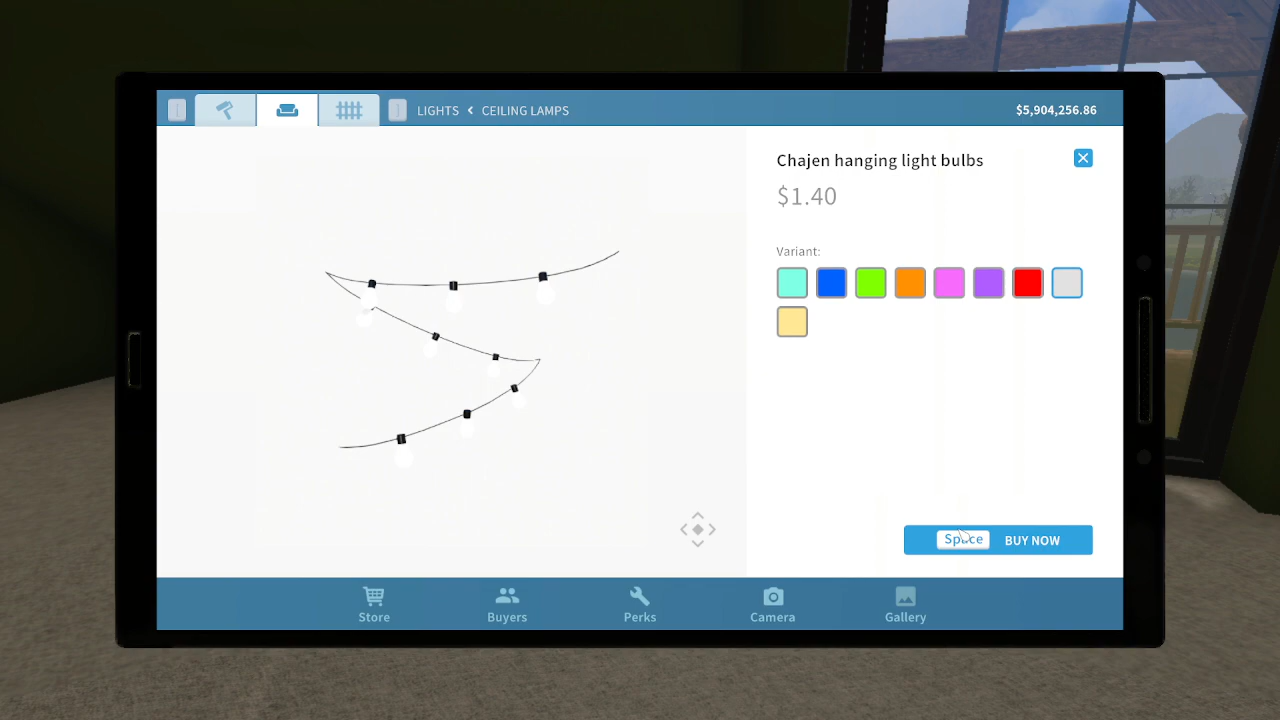 LIGHTS < CEILING LAMPS
$5,904,256.86
Chajen hanging light bulbs
$1.40
Variant:
Space BUY NOW
Store Buyers Perks Camera Gallery